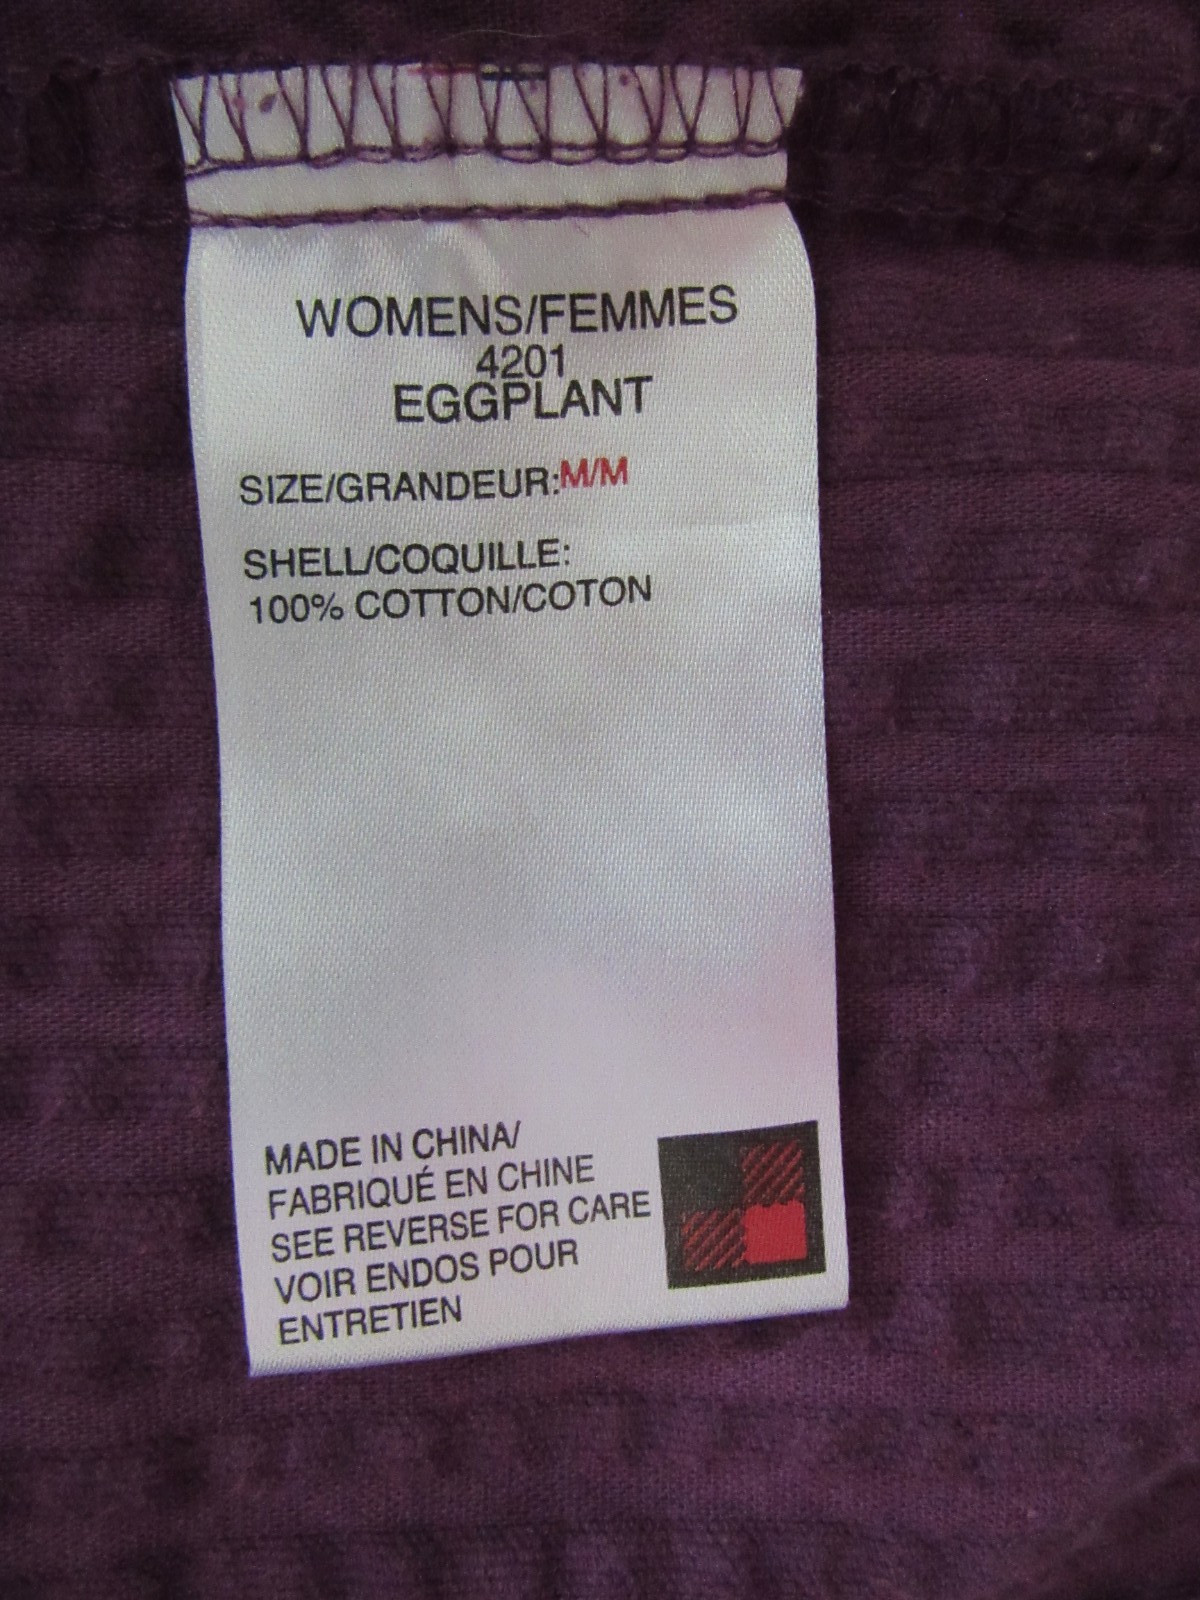 WOMENS/FEMMES
4201
EGGPLANT
SIZE/GRANDEUR:M/M
SHELL/COQUILLE:
100% COTTON/COTON
MADE IN CHINA/
FABRIQUÉ EN CHINE
SEE REVERSE FOR CARE
VOIR ENDOS POUR
ENTRETIEN